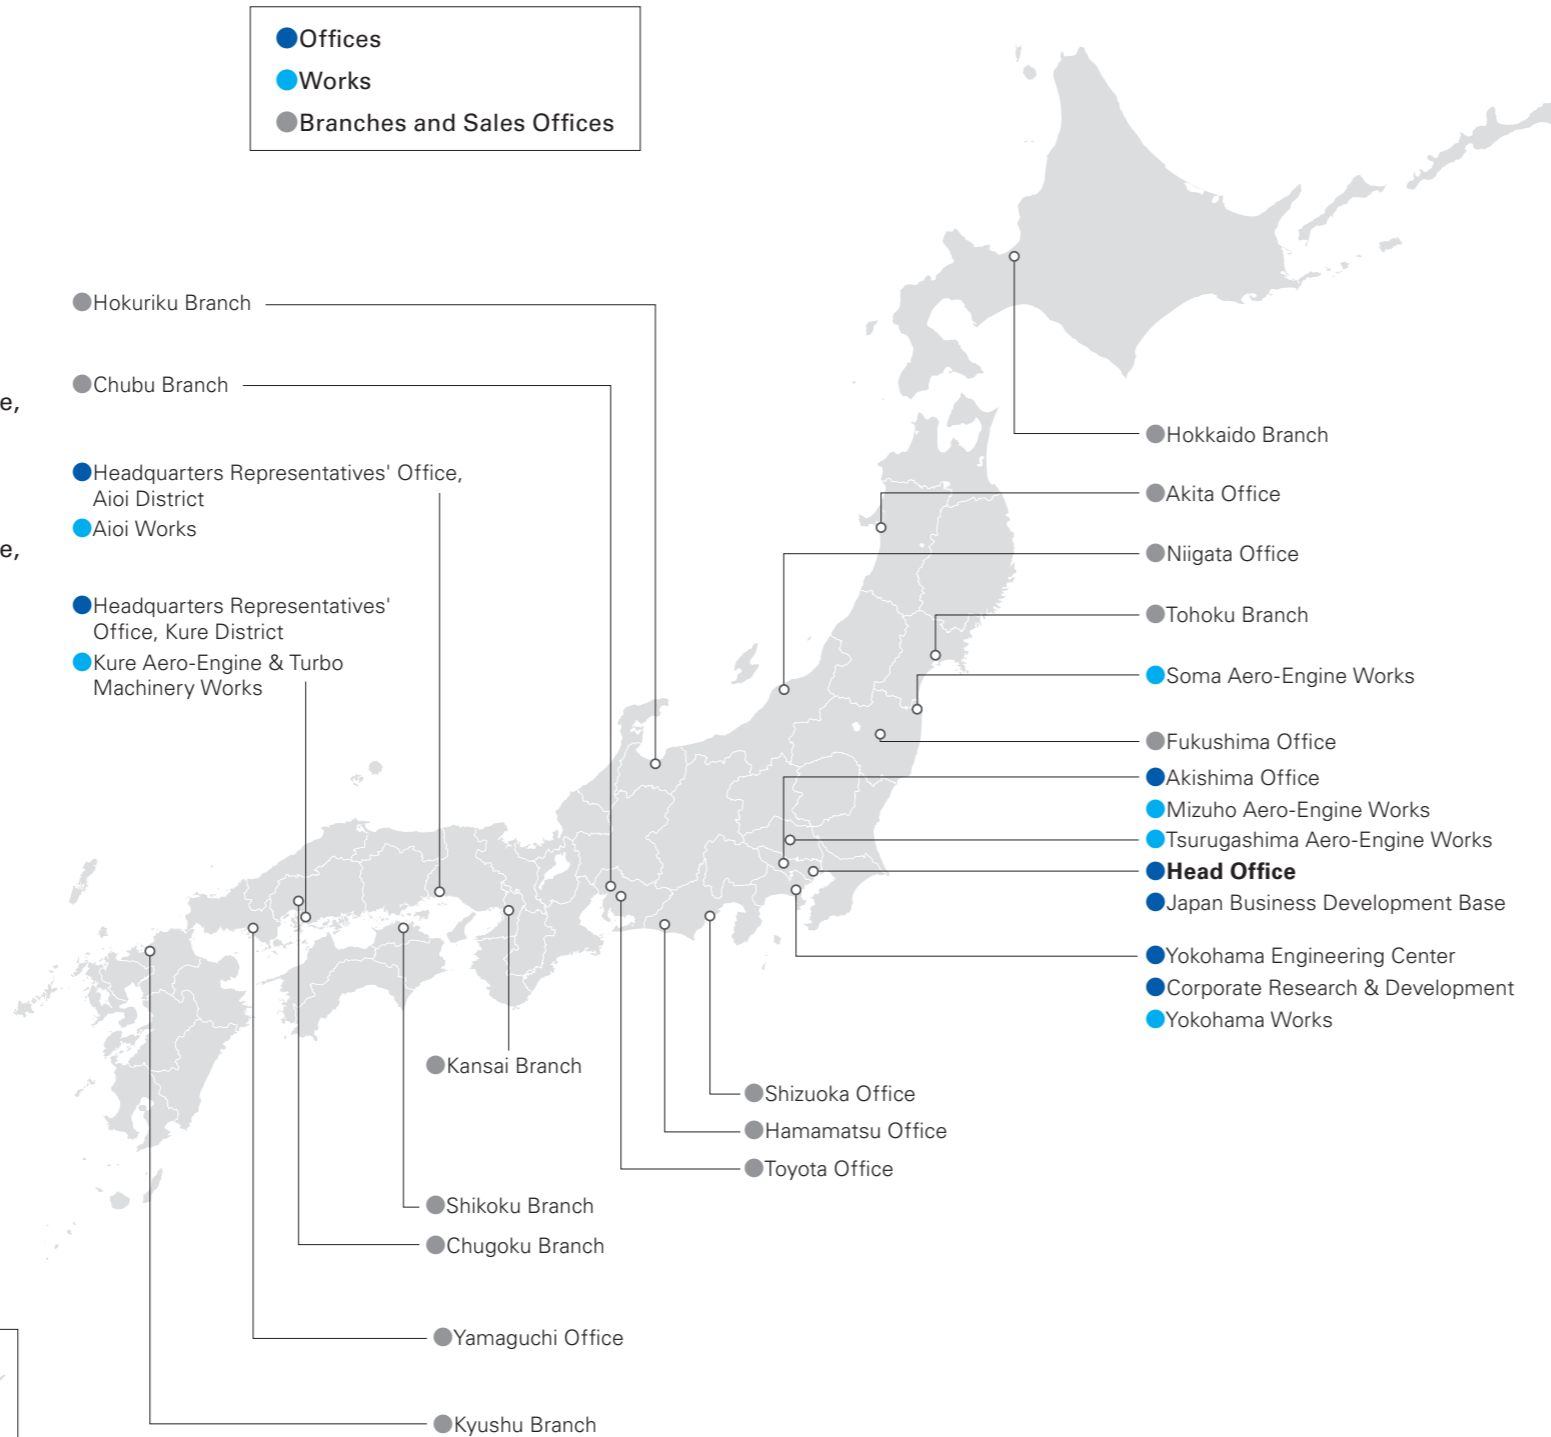 Offices
Works
Branches and Sales Offices
e,
e,
Hokuriku Branch
Chubu Branch
Headquarters Representatives' Office,
Aioi District
Aioi Works
Headquarters Representatives'
Office, Kure District
Kure Aero-Engine & Turbo
Machinery Works
Hokkaido Branch
Akita Office
Niigata Office
Tohoku Branch
Soma Aero-Engine Works
Fukushima Office
Akishima Office
Mizuho Aero-Engine Works
Tsurugashima Aero-Engine Works
Head Office
Japan Business Development Base
Yokohama Engineering Center
Corporate Research & Development
Yokohama Works
Kansai Branch
Shizuoka Office
Hamamatsu Office
Toyota Office
Shikoku Branch
Chugoku Branch
Yamaguchi Office
Kyushu Branch